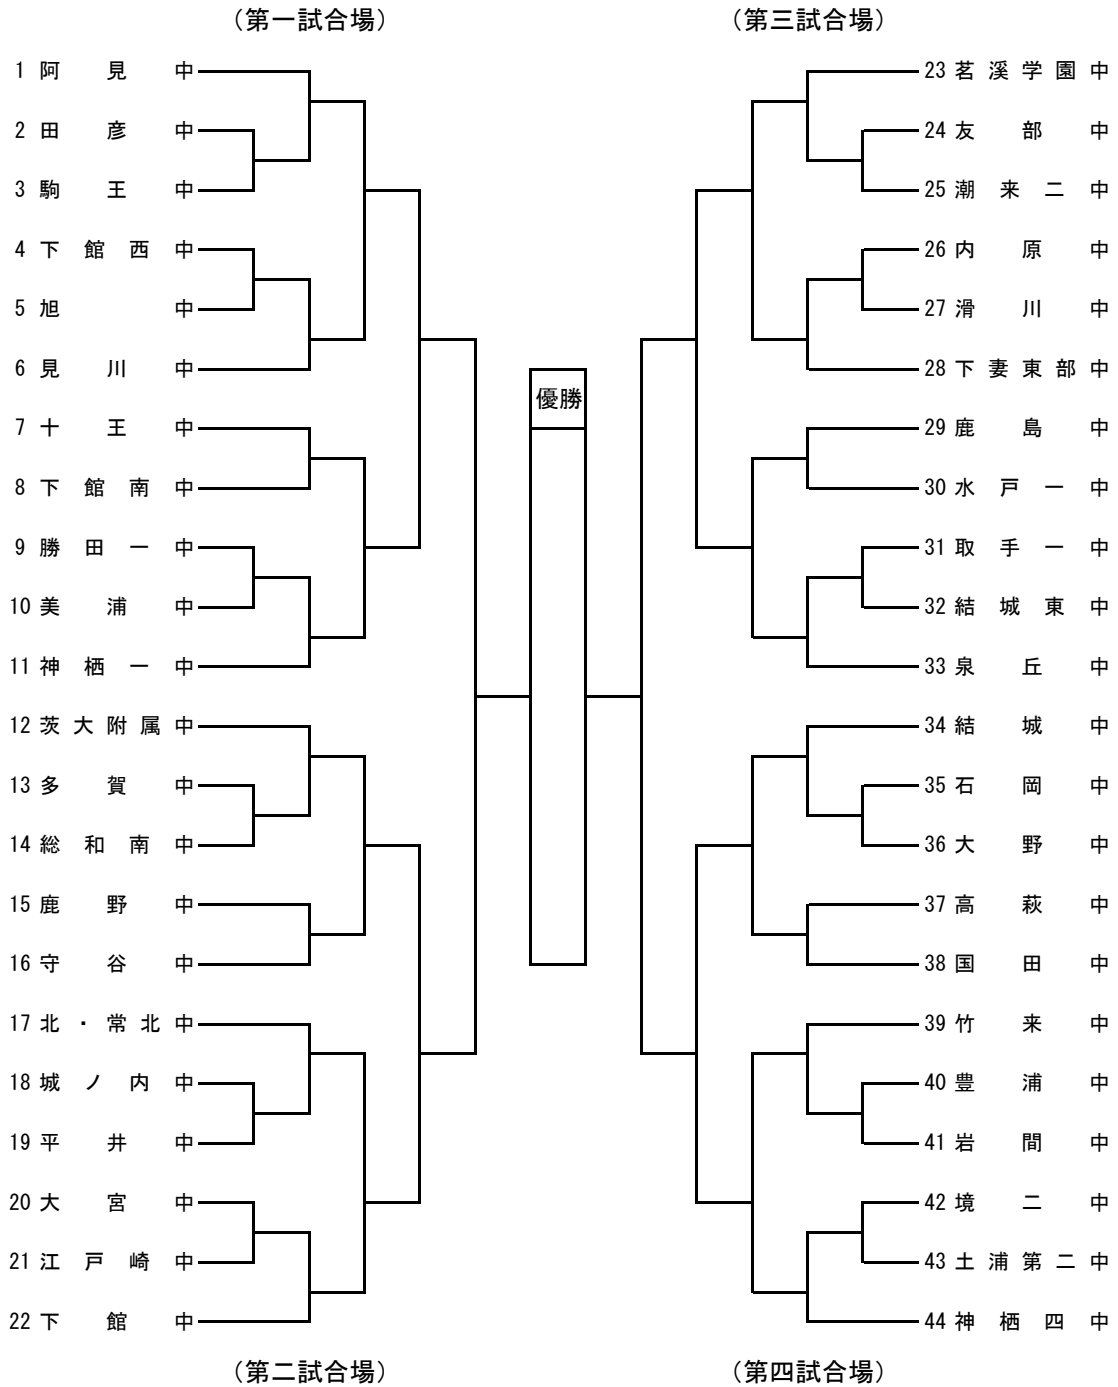 （第一試合場）
1 阿見中
2 田彦中
3 駒王中
4 下館西中
5 旭中
6 見川中
7 十王中
8 下館南中
9 勝田一中
10 美浦中
11 神栖一中
12 茨大附属中
13 多賀中
14 総和南中
15 鹿野中
16 守谷中
17 北・常北中
18 城ノ内中
19 平井中
20 大宮中
21 江戸崎中
22 下館中
（第二試合場）
優勝
（第三試合場）
23 茗溪学園中
24 友部中
25 潮来二中
26 内原中
27 滑川中
28 下妻東部中
29 鹿島中
30 水戸一中
31 取手一中
32 結城東中
33 泉丘中
34 結城中
35 石岡中
36 大野中
37 高萩中
38 国田中
39 竹来中
40 豊浦中
41 岩間中
42 境二中
43 土浦第二中
44 神栖四中
（第四試合場）